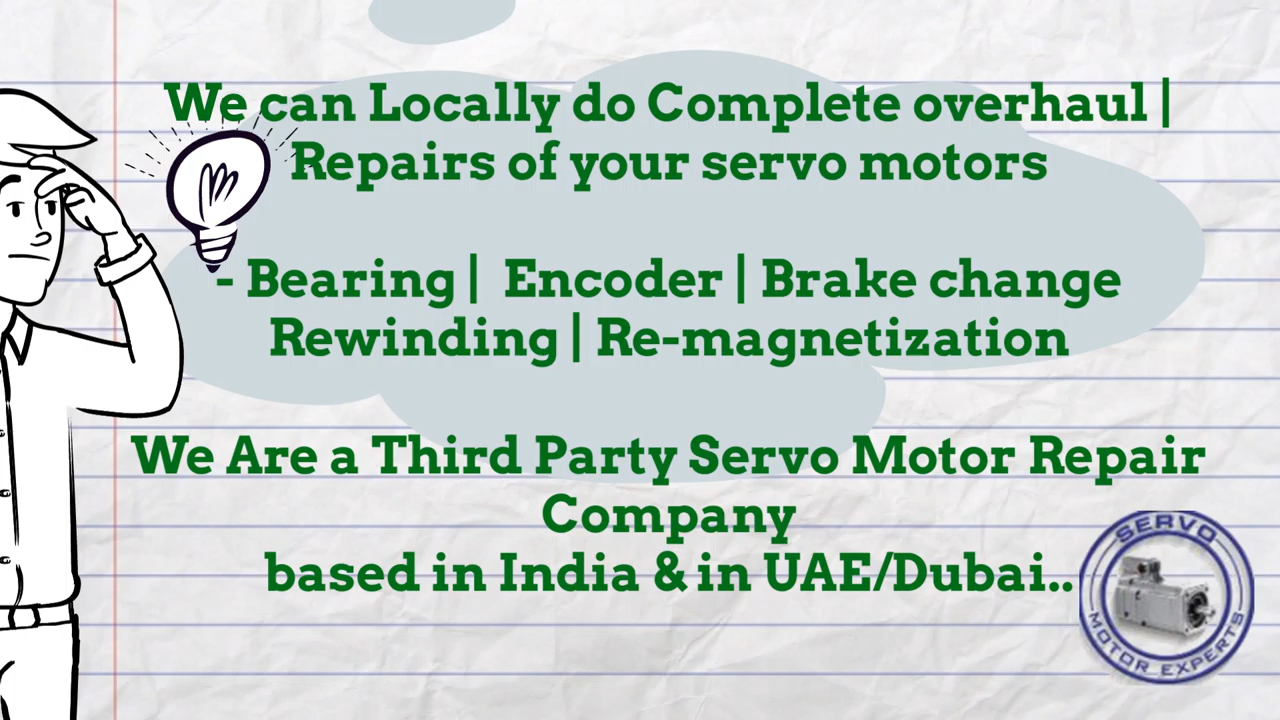 We can Locally do Complete overhaul |
Repairs of your servo motors
- Bearing | Encoder | Brake change
Rewinding | Re-magnetization
We Are a Third Party Servo Motor Repair
Company
based in India & in UAE/Dubai..
SERVO
MOTOR EXPERTS